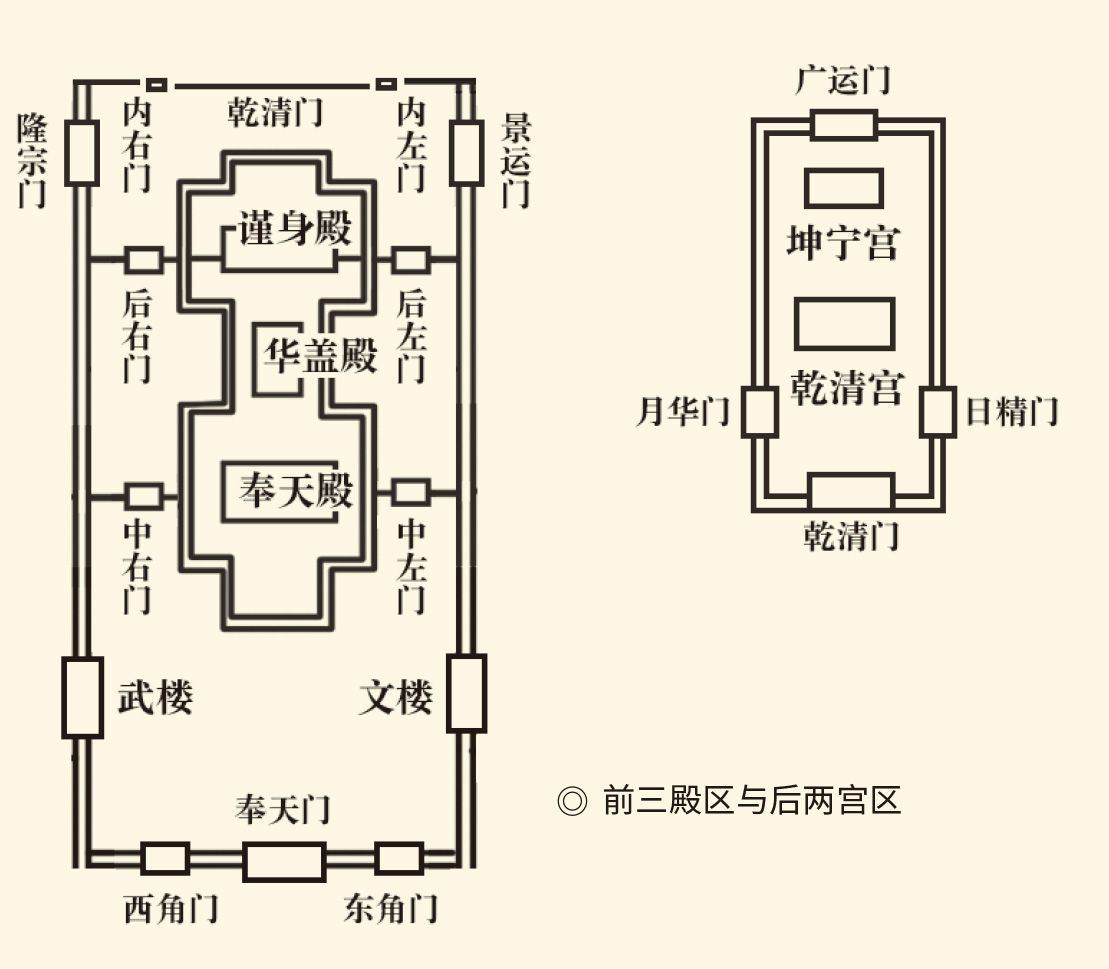 隆宗门
内右门
乾清门
内左门
景运门
谨身殿
后右门
后左门
华盖殿
奉天殿
中右门
中左门
武楼
文楼
奉天门
西角门
东角门
广运门
坤宁宫
乾清宫
月华门
日精门
乾清门
◎ 前三殿区与后两宫区